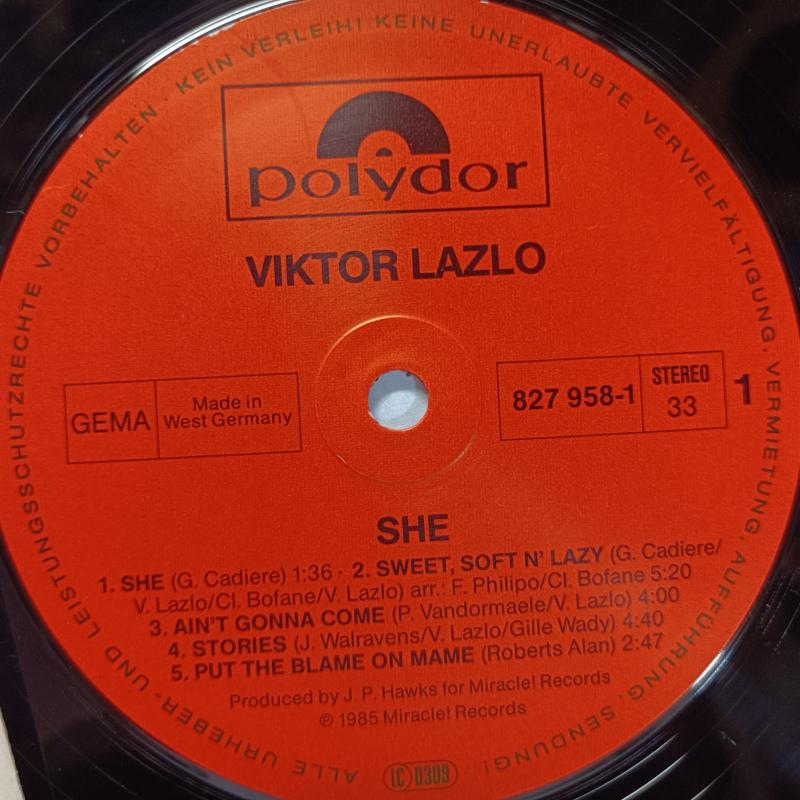 ALLE URHEBER- UND LEISTUNGSSCHUTZRECHTE VORBEHALTEN KEIN VERLEIH! KEINE UNERLAUBTE VERVIELFÄLTIGUNG, VERMIETUNG, AUFFÜHRUNG, SENDUNG!
polydor
VIKTOR LAZLO
GEMA
Made in
West Germany
827 958-1
STEREO
33
1
SHE
1. SHE (G. Cadiere) 1:36 · 2. SWEET, SOFT N' LAZY (G. Cadiere/
V. Lazlo/Cl. Bofane/V. Lazlo) arr.: F. Philipo/Cl. Bofane 5:20
3. AIN'T GONNA COME (P. Vandormaele/V. Lazlo) 4:00
4. STORIES (J. Walravens/V. Lazlo/Gille Wady) 4:40
5. PUT THE BLAME ON MAME (Roberts Alan) 2:47
Produced by J. P. Hawks for Miracle! Records
℗ 1985 Miracle! Records
LC 0309